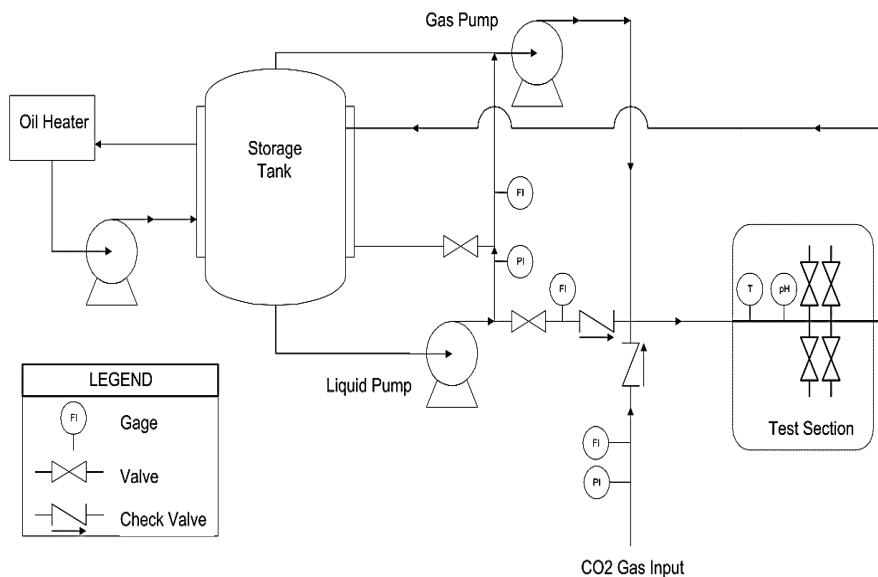 Gas Pump
Oil Heater
Storage
Tank
FI
PI
FI
T
pH
Liquid Pump
Test Section
FI
PI
CO2 Gas Input
LEGEND
FI
Gage
Valve
Check Valve